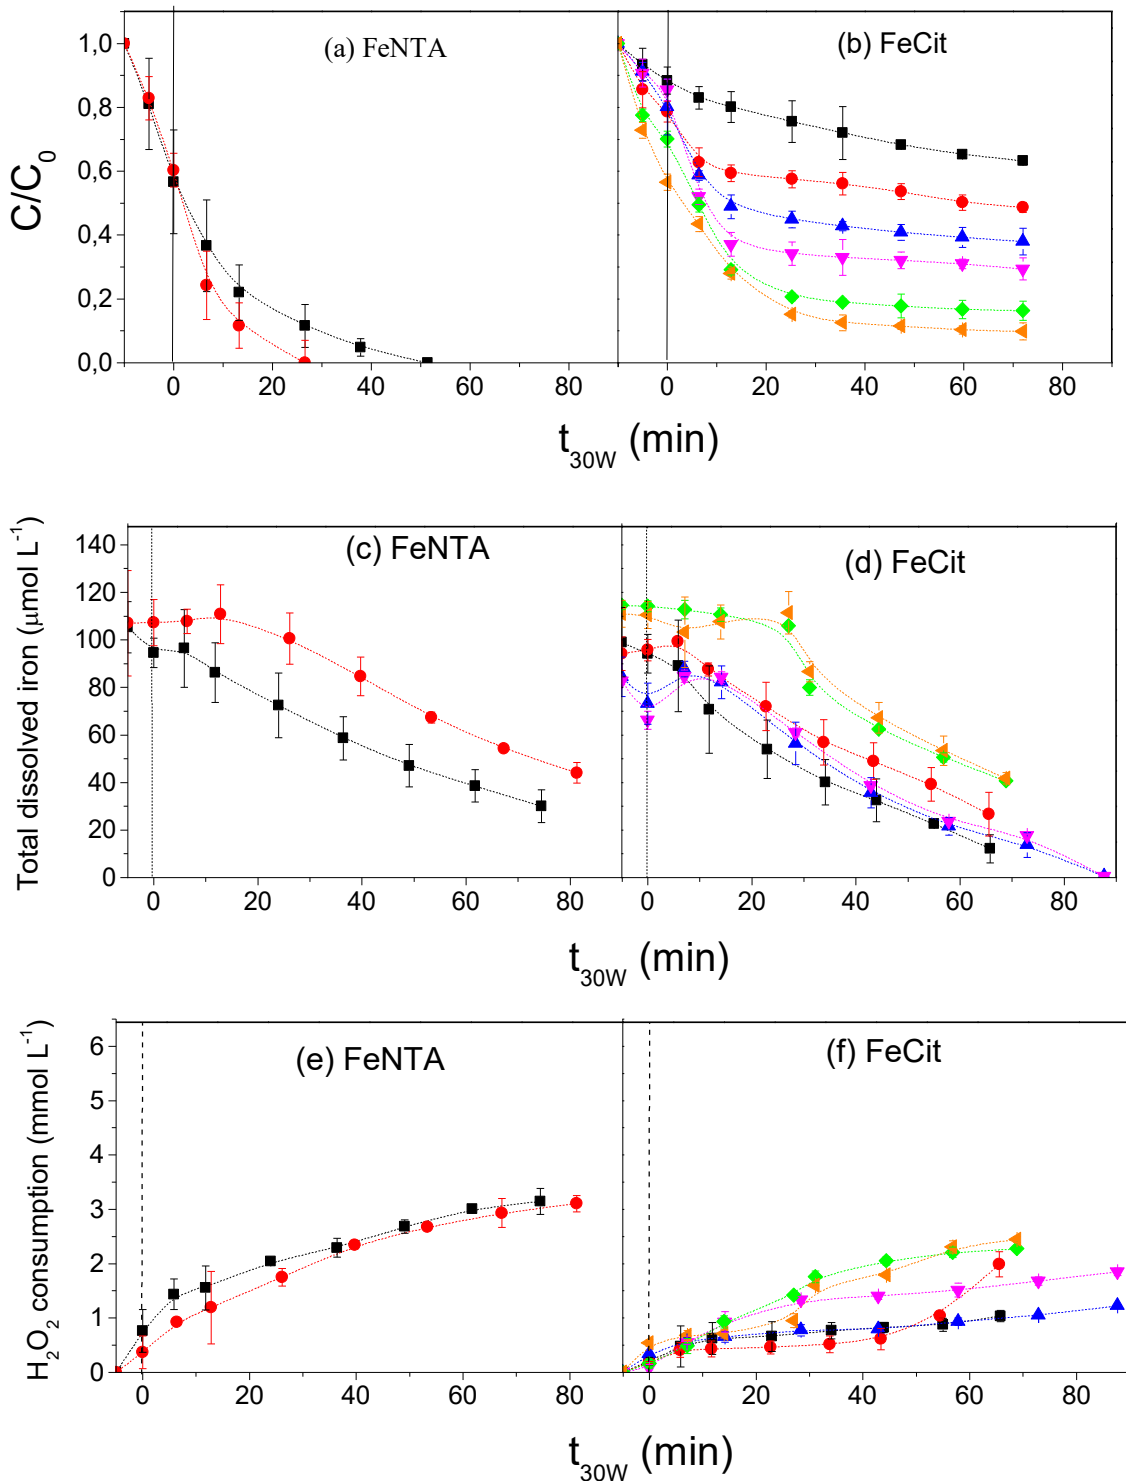 (a) FeNTA
(b) FeCit
C/C0
1,0
0,8
0,6
0,4
0,2
0,0
0 20 40 60 80
0 20 40 60 80
t30W (min)
(c) FeNTA
(d) FeCit
Total dissolved iron (μmol L-1)
140
120
100
80
60
40
20
0
0 20 40 60 80
0 20 40 60 80
t30W (min)
(e) FeNTA
(f) FeCit
H2O2 consumption (mmol L-1)
6
5
4
3
2
1
0
0 20 40 60 80
0 20 40 60 80
t30W (min)